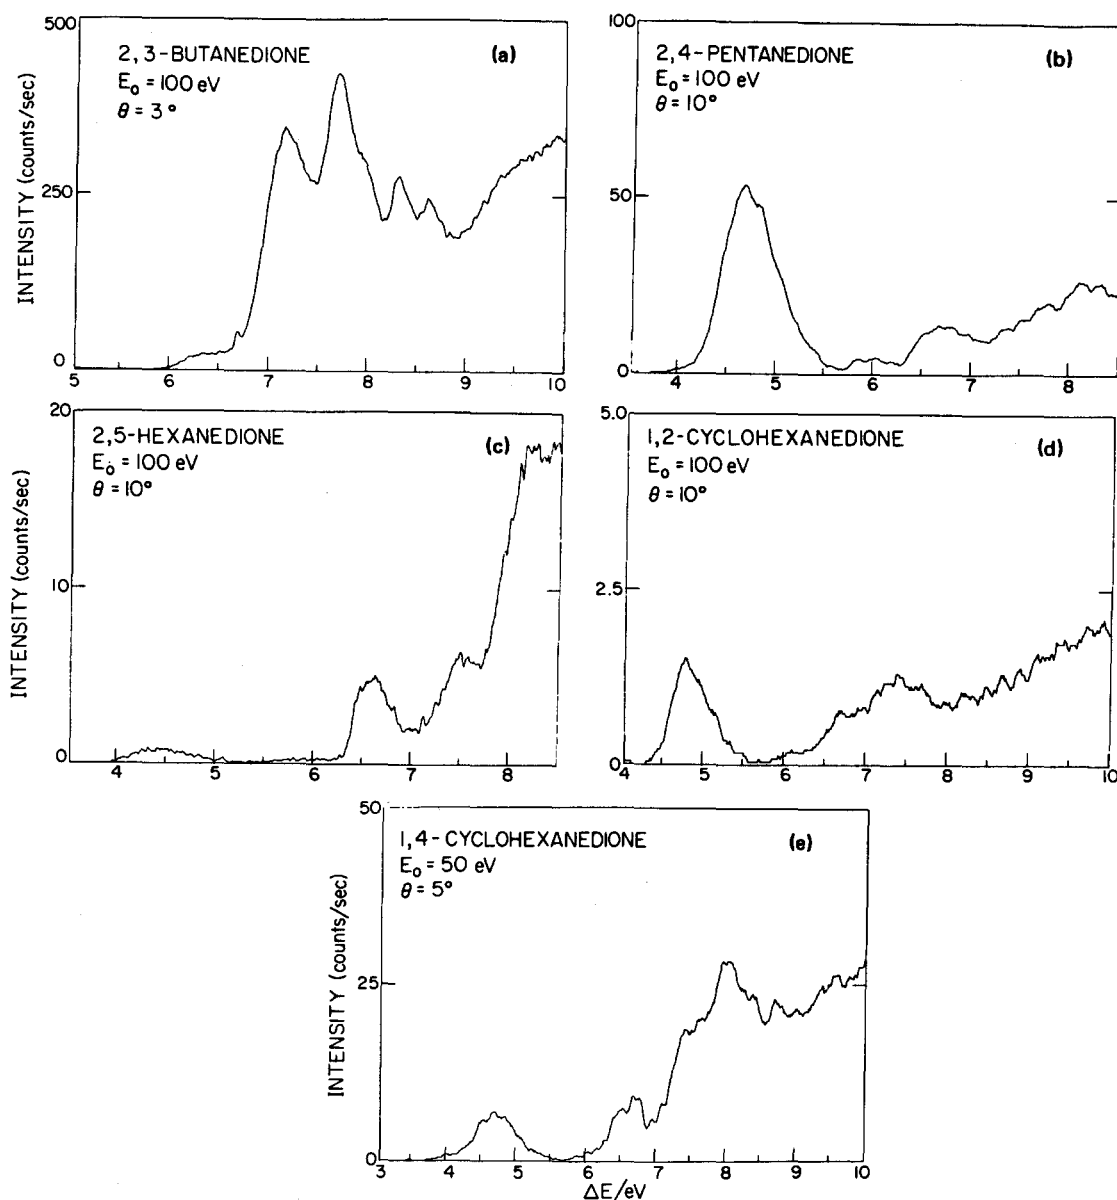 500
2,3-BUTANEDIONE
(a)
E₀ = 100 eV
θ = 3°
INTENSITY (counts/sec)
250
0
5 6 7 8 9 10
100
2,4-PENTANEDIONE
(b)
E₀ = 100 eV
θ = 10°
50
0
4 5 6 7 8
20
2,5-HEXANEDIONE
(c)
E₀ = 100 eV
θ = 10°
INTENSITY (counts/sec)
10
0
4 5 6 7 8
5.0
1,2-CYCLOHEXANEDIONE
(d)
E₀ = 100 eV
θ = 10°
2.5
0
4 5 6 7 8 9 10
50
1,4-CYCLOHEXANEDIONE
(e)
E₀ = 50 eV
θ = 5°
INTENSITY (counts/sec)
25
0
3 4 5 6 7 8 9 10
ΔE/eV